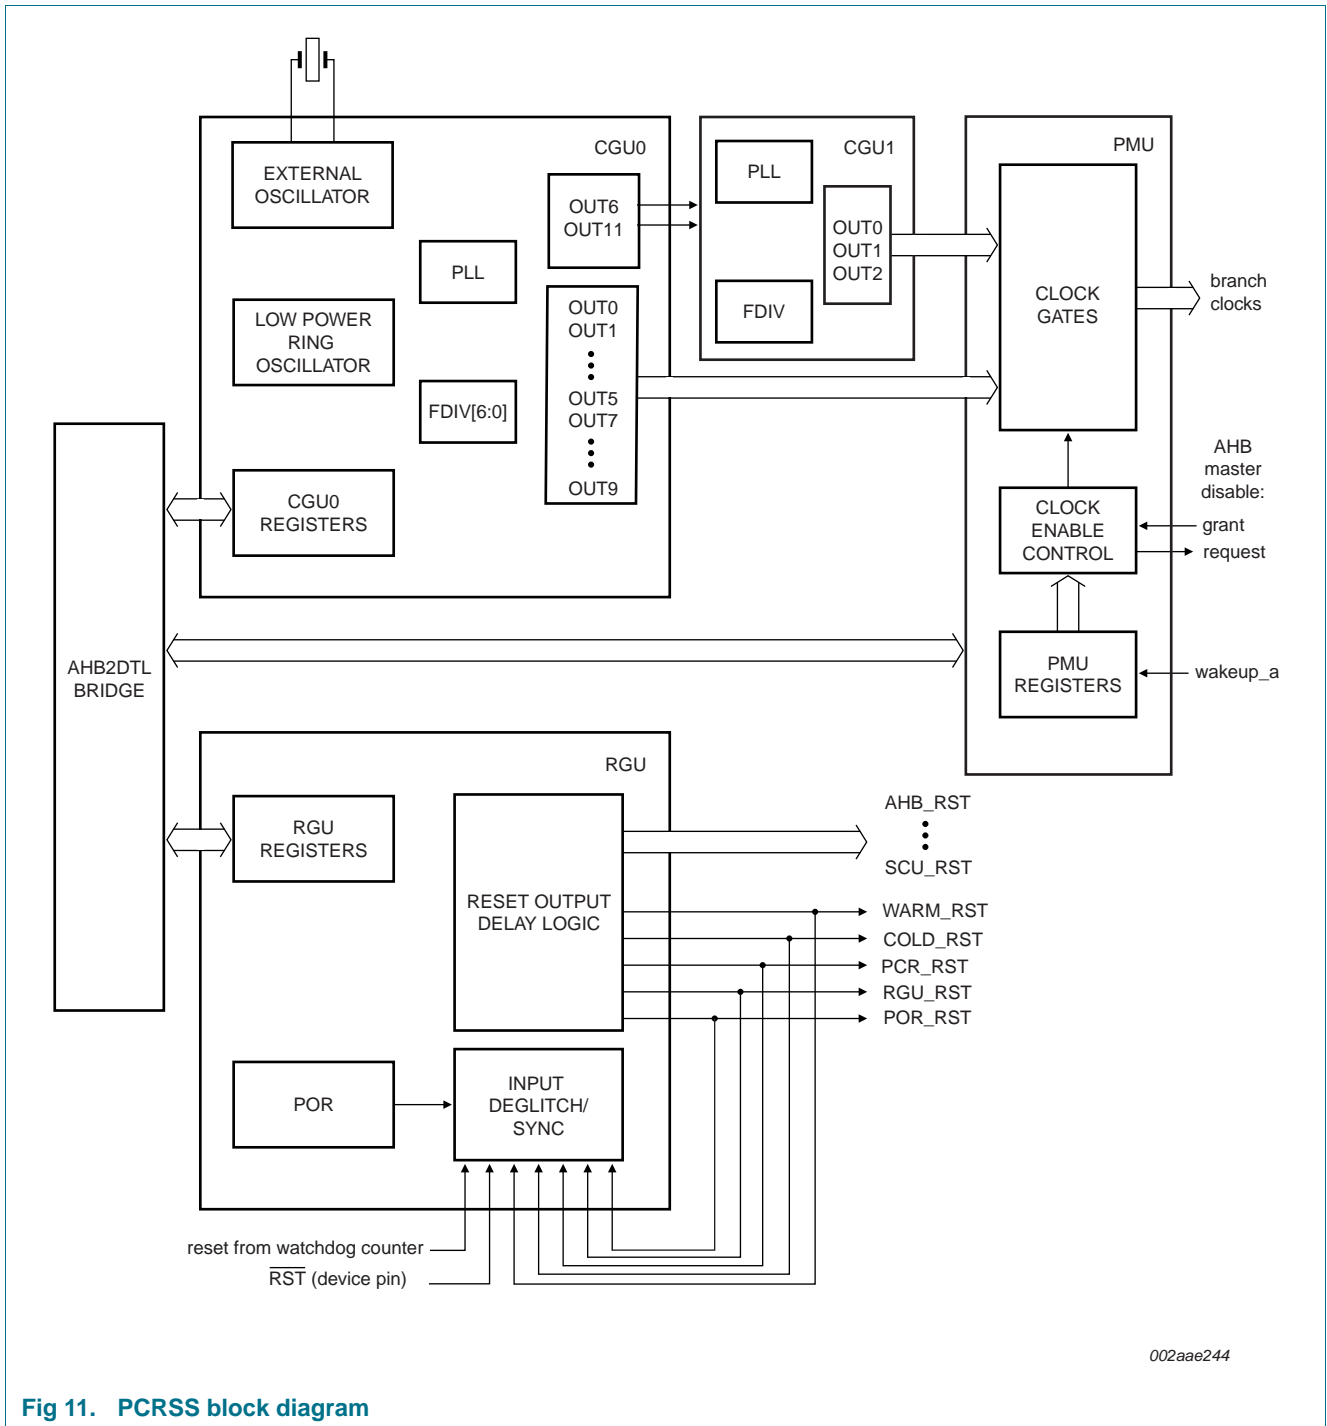 CGU0
EXTERNAL
OSCILLATOR
LOW POWER
RING
OSCILLATOR
CGU0
REGISTERS
PLL
FDIV[6:0]
OUT6
OUT11
OUT0
OUT1
OUT5
OUT7
OUT9
CGU1
PLL
FDIV
OUT0
OUT1
OUT2
PMU
CLOCK
GATES
branch
clocks
AHB
master
disable:
grant
request
CLOCK
ENABLE
CONTROL
PMU
REGISTERS
wakeup_a
AHB2DTL
BRIDGE
RGU
RGU
REGISTERS
RESET OUTPUT
DELAY LOGIC
AHB_RST
SCU_RST
WARM_RST
COLD_RST
PCR_RST
RGU_RST
POR_RST
POR
INPUT
DEGLITCH/
SYNC
reset from watchdog counter
RST (device pin)
002aae244
Fig 11. PCRSS block diagram